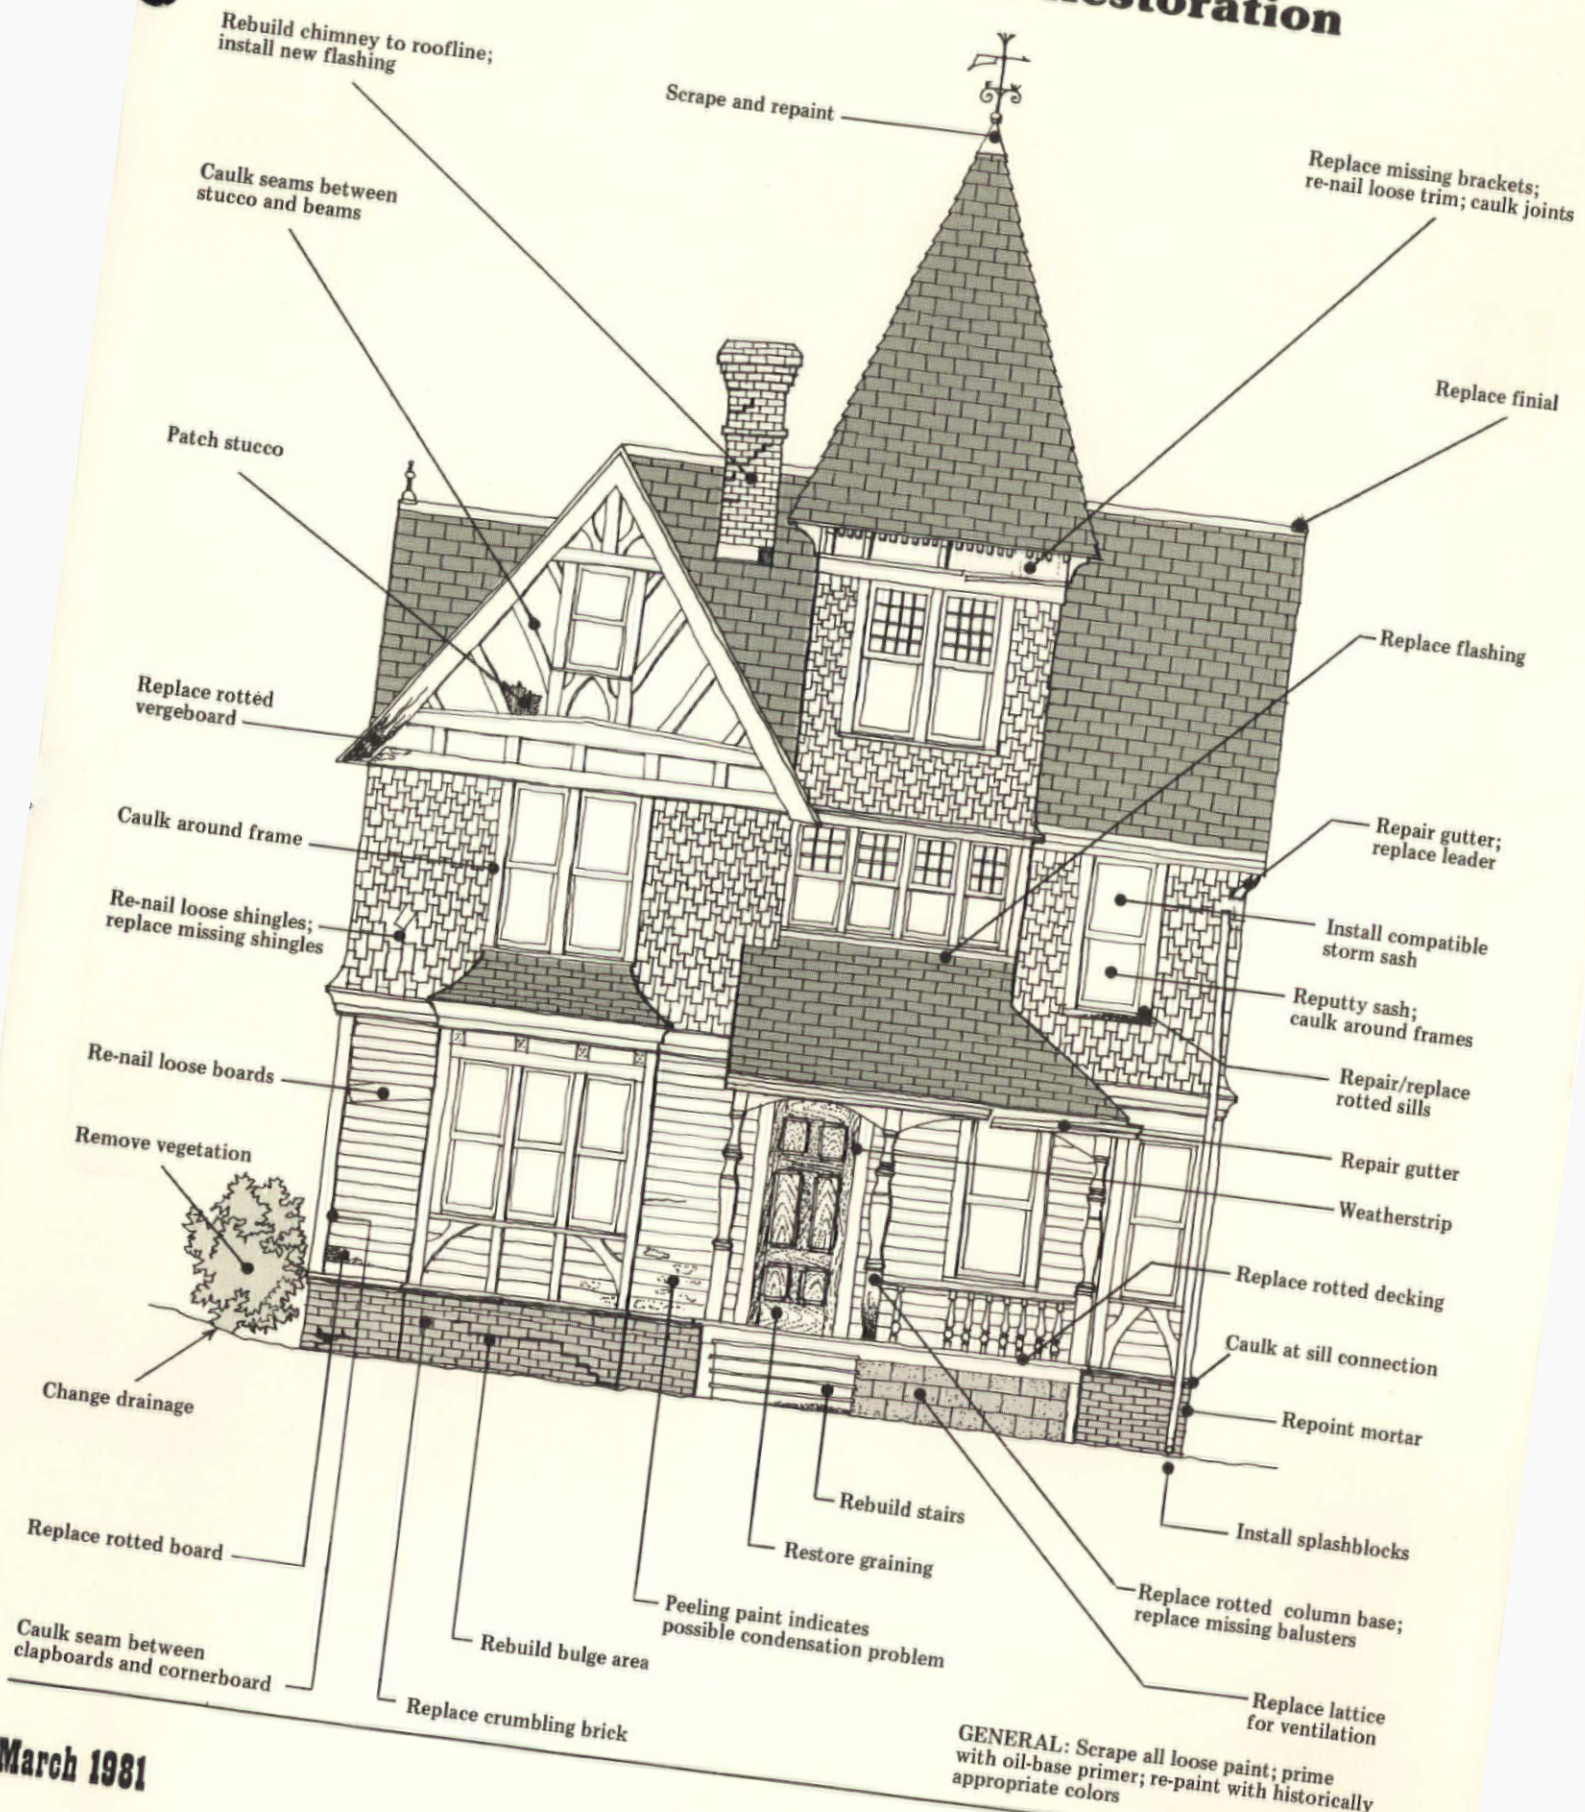 Restoration
Rebuild chimney to roofline;
install new flashing
Scrape and repaint
Replace missing brackets;
re-nail loose trim; caulk joints
Caulk seams between
stucco and beams
Replace finial
Patch stucco
Replace flashing
Replace rotted
vergeboard
Repair gutter;
replace leader
Caulk around frame
Install compatible
storm sash
Re-nail loose shingles;
replace missing shingles
Reputty sash;
caulk around frames
Re-nail loose boards
Repair/replace
rotted sills
Remove vegetation
Repair gutter
Weatherstrip
Replace rotted decking
Caulk at sill connection
Change drainage
Repoint mortar
Rebuild stairs
Install splashblocks
Replace rotted board
Restore graining
Replace rotted column base;
replace missing balusters
Peeling paint indicates
possible condensation problem
Caulk seam between
clapboards and cornerboard
Rebuild bulge area
Replace lattice
for ventilation
Replace crumbling brick
GENERAL: Scrape all loose paint; prime
with oil-base primer; re-paint with historically
appropriate colors
March 1981